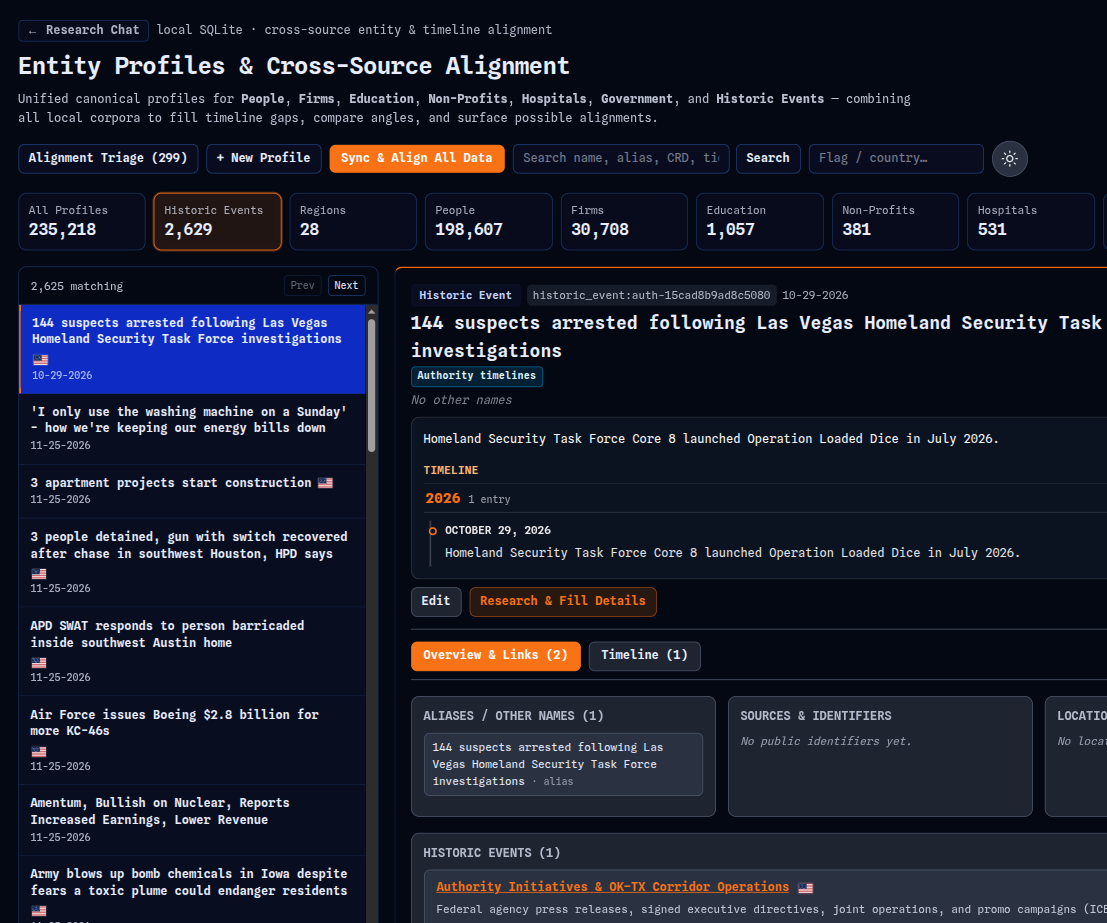 ← Research Chat local SQLite · cross-source entity & timeline alignment
Entity Profiles & Cross-Source Alignment
Unified canonical profiles for People, Firms, Education, Non-Profits, Hospitals, Government, and Historic Events — combining
all local corpora to fill timeline gaps, compare angles, and surface possible alignments.
Alignment Triage (299) + New Profile Sync & Align All Data Search name, alias, CRD, ti Search Flag / country…
All Profiles
235,218
Historic Events
2,629
Regions
28
People
198,607
Firms
30,708
Education
1,057
Non-Profits
381
Hospitals
531
2,625 matching Prev Next
144 suspects arrested following Las Vegas
Homeland Security Task Force investigations
10-29-2026
'I only use the washing machine on a Sunday'
- how we're keeping our energy bills down
11-25-2026
3 apartment projects start construction
11-25-2026
3 people detained, gun with switch recovered
after chase in southwest Houston, HPD says
11-25-2026
APD SWAT responds to person barricaded
inside southwest Austin home
11-25-2026
Air Force issues Boeing $2.8 billion for
more KC-46s
11-25-2026
Amentum, Bullish on Nuclear, Reports
Increased Earnings, Lower Revenue
11-25-2026
Army blows up bomb chemicals in Iowa despite
fears a toxic plume could endanger residents
Historic Event historic_event:auth-15cad8b9ad8c5080 10-29-2026
144 suspects arrested following Las Vegas Homeland Security Task
investigations
Authority timelines
No other names
Homeland Security Task Force Core 8 launched Operation Loaded Dice in July 2026.
TIMELINE
2026 1 entry
OCTOBER 29, 2026
Homeland Security Task Force Core 8 launched Operation Loaded Dice in July 2026.
Edit Research & Fill Details
Overview & Links (2) Timeline (1)
ALIASES / OTHER NAMES (1)
144 suspects arrested following Las
Vegas Homeland Security Task Force
investigations · alias
SOURCES & IDENTIFIERS
No public identifiers yet.
LOCATIO
No locat
HISTORIC EVENTS (1)
Authority Initiatives & OK-TX Corridor Operations
Federal agency press releases, signed executive directives, joint operations, and promo campaigns (ICE